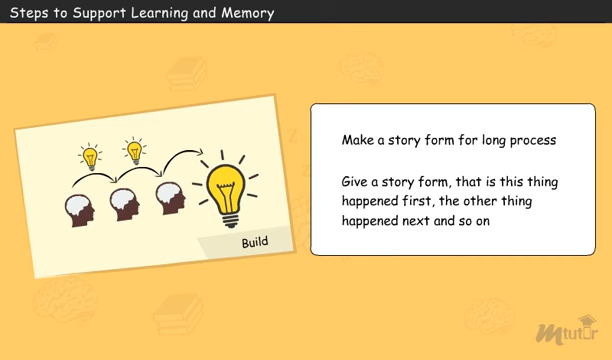 Steps to Support Learning and Memory
Make a story form for long process
Give a story form, that is this thing
happened first, the other thing
happened next and so on
Build
mtutor